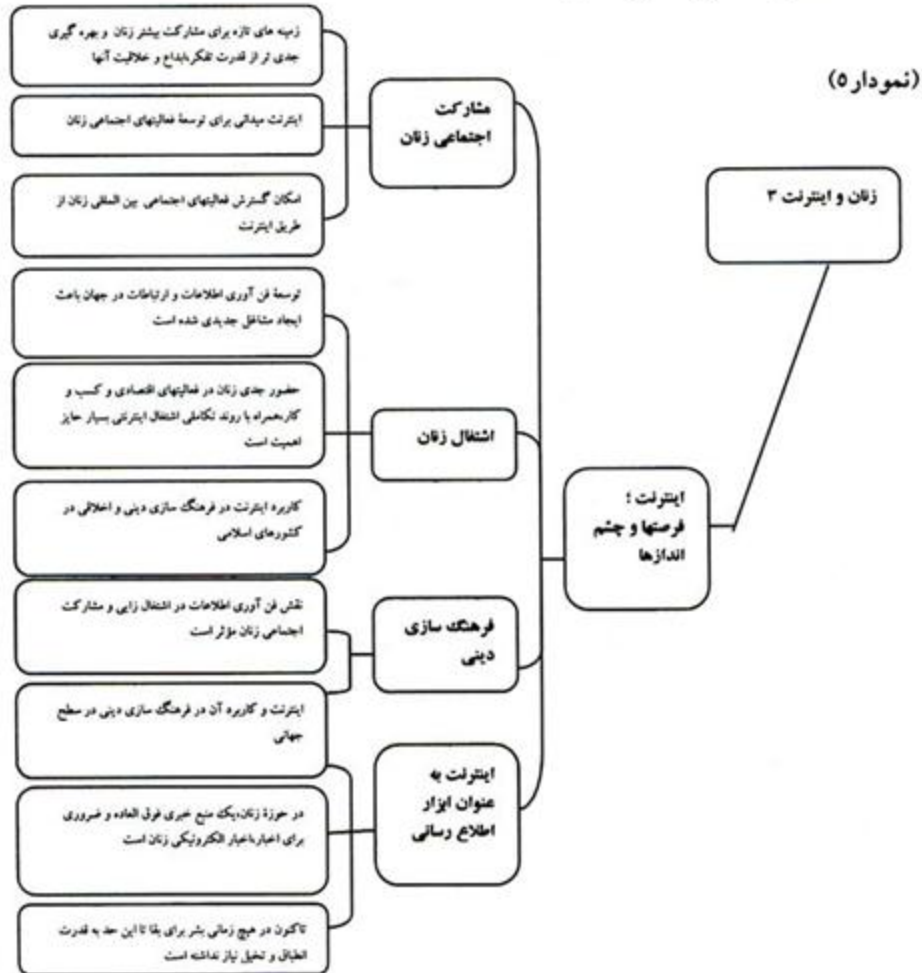 (نمودار ۵)
زنان و اینترنت ۳
اینترنت ؛
فرصتها و چشم
اندازها
مشارکت
اجتماعی زنان
زمینه های تازه برای مشارکت بیشتر زنان و بهره گیری
جدی تر از قدرت تفکر،ابداع و خلاقیت آنها
اینترنت میدانی برای توسعۀ فعالیتهای اجتماعی زنان
امکان گسترش فعالیتهای اجتماعی بین المللی زنان از
طریق اینترنت
اشتغال زنان
توسعۀ فن آوری اطلاعات و ارتباطات در جهان باعث
ایجاد مشاغل جدیدی شده است
حضور جدی زنان در فعالیتهای اقتصادی و کسب و
کار،همراه با روند تکاملی اشتغال اینترنتی بسیار حایز
اهمیت است
کاربرد اینترنت در فرهنگ سازی دینی و اخلاقی در
کشورهای اسلامی
فرهنگ سازی
دینی
نقش فن آوری اطلاعات در اشتغال زایی و مشارکت
اجتماعی زنان مؤثر است
اینترنت و کاربرد آن در فرهنگ سازی دینی در سطح
جهانی
اینترنت به
عنوان ابزار
اطلاع رسانی
در حوزۀ زنان،یک منبع خبری فوق العاده و ضروری
برای اخبار،اخبار الکترونیکی زنان است
تاکنون در هیچ زمانی بشر برای بقا تا این حد به قدرت
انطباق و تخیل نیاز نداشته است